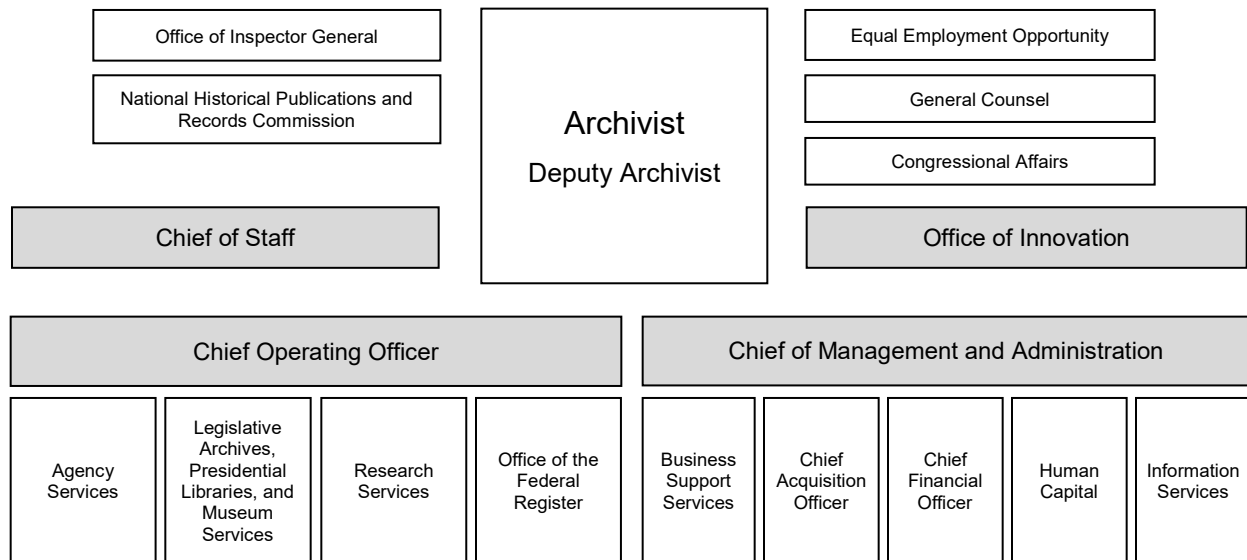 Office of Inspector General
National Historical Publications and
Records Commission
Archivist
Deputy Archivist
Equal Employment Opportunity
General Counsel
Congressional Affairs
Chief of Staff
Office of Innovation
Chief Operating Officer
Chief of Management and Administration
Agency
Services
Legislative
Archives,
Presidential
Libraries, and
Museum
Services
Research
Services
Office of the
Federal
Register
Business
Support
Services
Chief
Acquisition
Officer
Chief
Financial
Officer
Human
Capital
Information
Services